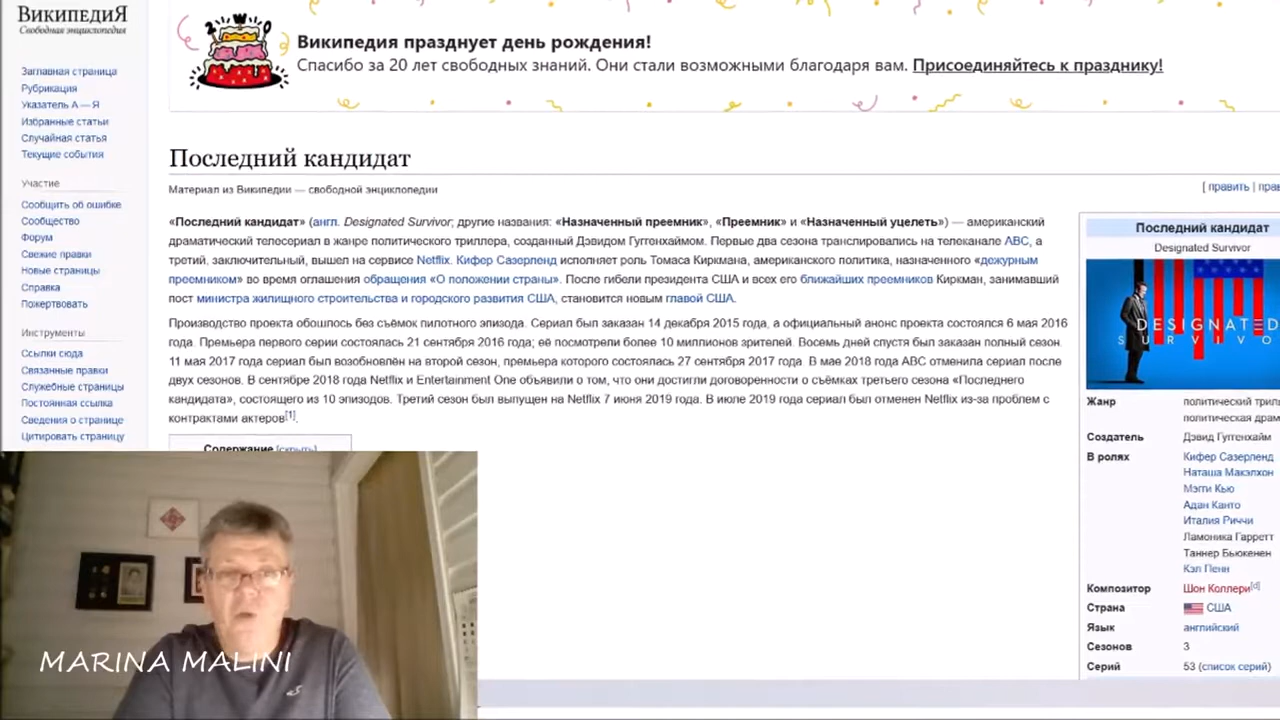 ВИКИПЕДИЯ
Свободная энциклопедия
Википедия празднует день рождения!
Спасибо за 20 лет свободных знаний. Они стали возможными благодаря вам. Присоединяйтесь к празднику!
Заглавная страница
Рубрикация
Указатель А — Я
Избранные статьи
Случайная статья
Текущие события
Участие
Сообщить об ошибке
Сообщество
Форум
Свежие правки
Новые страницы
Справка
Пожертвовать
Инструменты
Ссылки сюда
Связанные правки
Служебные страницы
Постоянная ссылка
Сведения о странице
Цитировать страницу
Последний кандидат
Материал из Википедии — свободной энциклопедии
[ править |
«Последний кандидат» (англ. Designated Survivor; другие названия: «Назначенный преемник», «Преемник» и «Назначенный уцелеть») — американский
драматический телесериал в жанре политического триллера, созданный Дэвидом Гуггенхаймом. Первые два сезона транслировались на телеканале ABC, а
третий, заключительный, вышел на сервисе Netflix. Кифер Сазерленд исполняет роль Томаса Киркмана, американского политика, назначенного «дежурным
преемником» во время оглашения обращения «О положении страны». После гибели президента США и всех его ближайших преемников Киркман, занимавший
пост министра жилищного строительства и городского развития США, становится новым главой США.
Производство проекта обошлось без съёмок пилотного эпизода. Сериал был заказан 14 декабря 2015 года, а официальный анонс проекта состоялся 6 мая 2016
года. Премьера первого серии состоялась 21 сентября 2016 года; её посмотрели более 10 миллионов зрителей. Восемь дней спустя был заказан полный сезон.
11 мая 2017 года сериал был возобновлён на второй сезон, премьера которого состоялась 27 сентября 2017 года. В мае 2018 года ABC отменила сериал после
двух сезонов. В сентябре 2018 года Netflix и Entertainment One объявили о том, что они достигли договоренности о съёмках третьего сезона «Последнего
кандидата», состоящего из 10 эпизодов. Третий сезон был выпущен на Netflix 7 июня 2019 года. В июле 2019 года сериал был отменен Netflix из-за проблем с
контрактами актеров[1].
Содержание [скрыть]
Последний кандидат
Designated Survivor
DESIGNATED
SURVIVO
Жанр
политический
политическая
Создатель Дэвид Гуггенхайм
В ролях Кифер Сазерленд
Наташа Макэлхон
Мэгги Кью
Адан Канто
Италия Риччи
Ламоника Гарретт
Таннер Бьюкенен
Кэл Пенн
Композитор Шон Коллери[d]
Страна США
Язык английский
Сезонов 3
Серий 53 (список серий)
MARINA MALINI